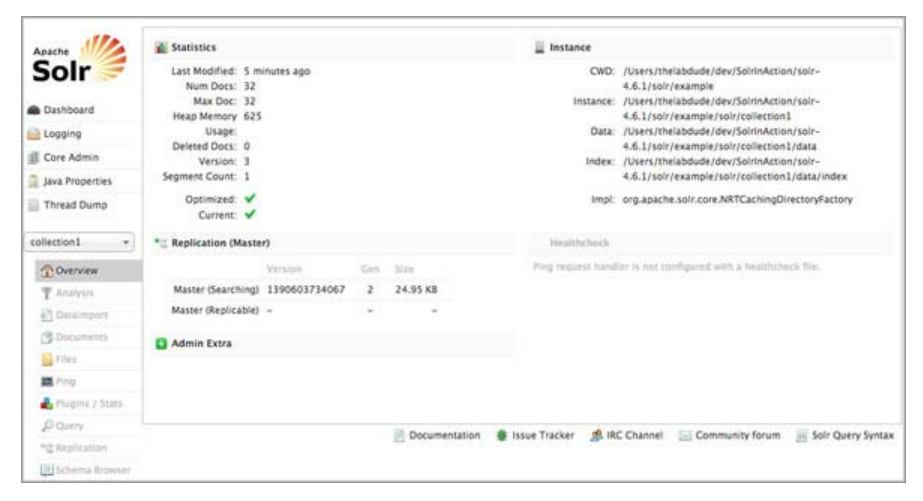 Apache
Solr
Dashboard
Logging
Core Admin
Java Properties
Thread Dump
collection1
Overview
Analysis
Dataimport
Documents
Files
Ping
Plugins / Stats
Query
Replication
Schema Browser
Statistics
Last Modified: 5 minutes ago
Num Docs: 32
Max Doc: 32
Heap Memory 625
Usage:
Deleted Docs: 0
Version: 3
Segment Count: 1
Optimized:
Current:
Instance
CWD: /Users/thelabdude/dev/SolrInAction/solr-
4.6.1/solr/example
Instance: /Users/thelabdude/dev/SolrInAction/solr-
4.6.1/solr/example/solr/collection1
Data: /Users/thelabdude/dev/SolrInAction/solr-
4.6.1/solr/example/solr/collection1/data
Index: /Users/thelabdude/dev/SolrInAction/solr-
4.6.1/solr/example/solr/collection1/data/index
Impl: org.apache.solr.core.NRTCachingDirectoryFactory
Replication (Master)
Version Gen Size
Master (Searching) 1390603734067 2 24.95 KB
Master (Replicable) - - -
Healthcheck
Ping request handler is not configured with a healthcheck file.
Admin Extra
Documentation Issue Tracker IRC Channel Community forum Solr Query Syntax